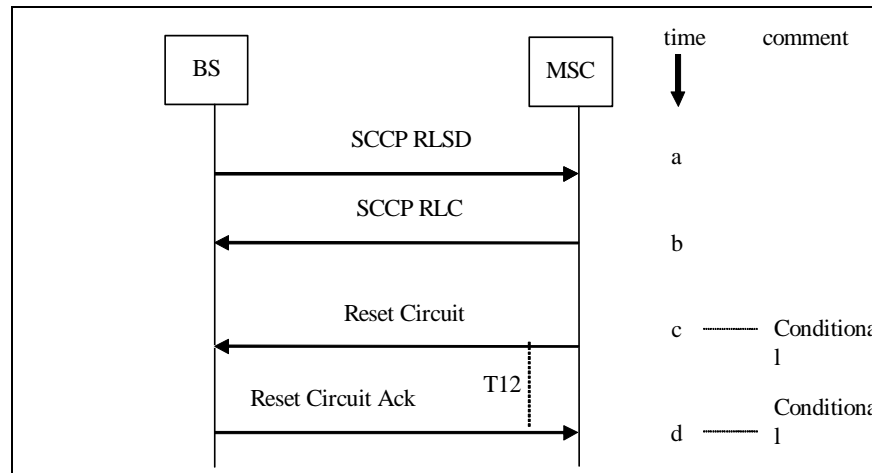 time comment
BS MSC
SCCP RLSD
a
SCCP RLC
b
Reset Circuit
c Conditiona
l
T12
Reset Circuit Ack
d Conditiona
l